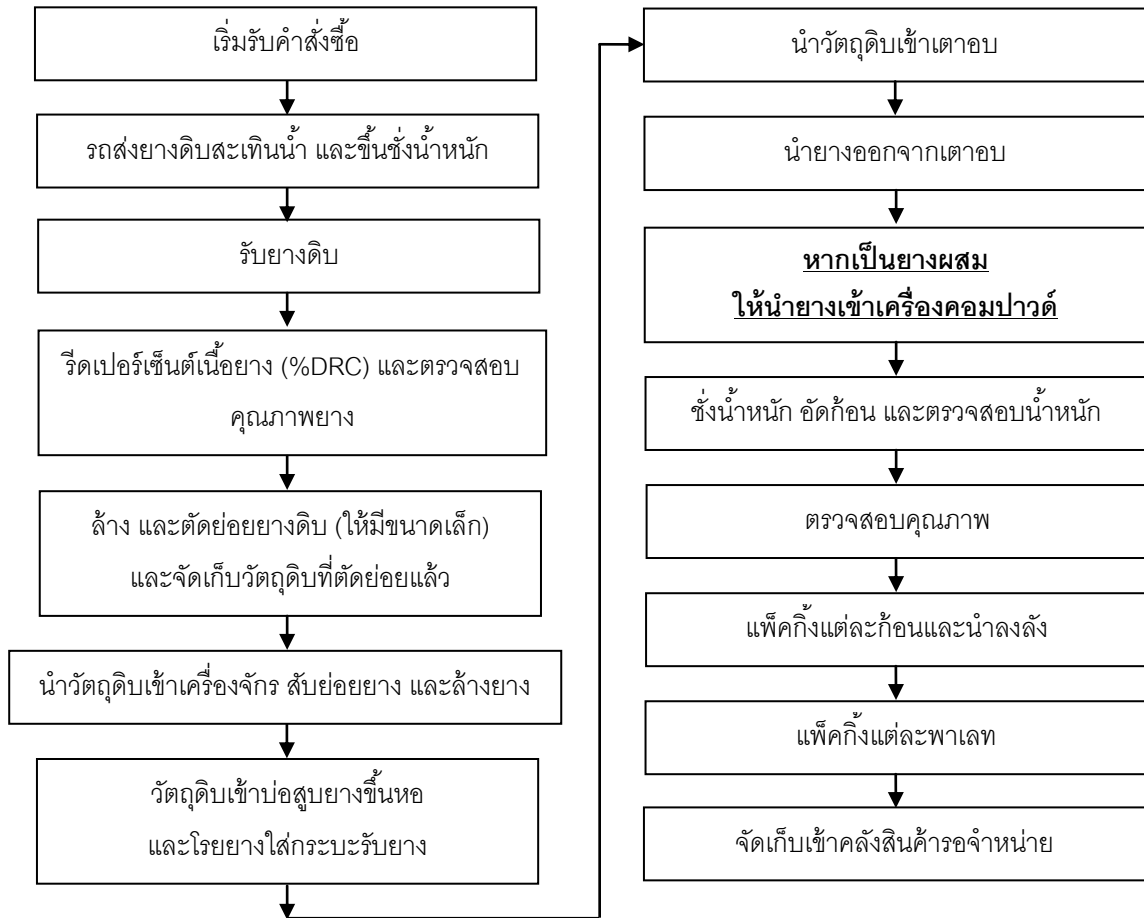 เริ่มรับคำสั่งซื้อ
รถส่งยางดิบสะเทินน้ำ และขึ้นชั่งน้ำหนัก
รับยางดิบ
รีดเปอร์เซ็นต์เนื้อยาง (%DRC) และตรวจสอบ
คุณภาพยาง
ล้าง และตัดย่อยยางดิบ (ให้มีขนาดเล็ก)
และจัดเก็บวัตถุดิบที่ตัดย่อยแล้ว
นำวัตถุดิบเข้าเครื่องจักร สับย่อยยาง และล้างยาง
วัตถุดิบเข้าบ่อสูบยางขึ้นหอ
และโรยยางใส่กระบะรับยาง
นำวัตถุดิบเข้าเตาอบ
นำยางออกจากเตาอบ
หากเป็นยางผสม
ให้นำยางเข้าเครื่องคอมปาวด์
ชั่งน้ำหนัก อัดก้อน และตรวจสอบน้ำหนัก
ตรวจสอบคุณภาพ
แพ็คกิ้งแต่ละก้อนและนำลงลัง
แพ็คกิ้งแต่ละพาเลท
จัดเก็บเข้าคลังสินค้ารอจำหน่าย